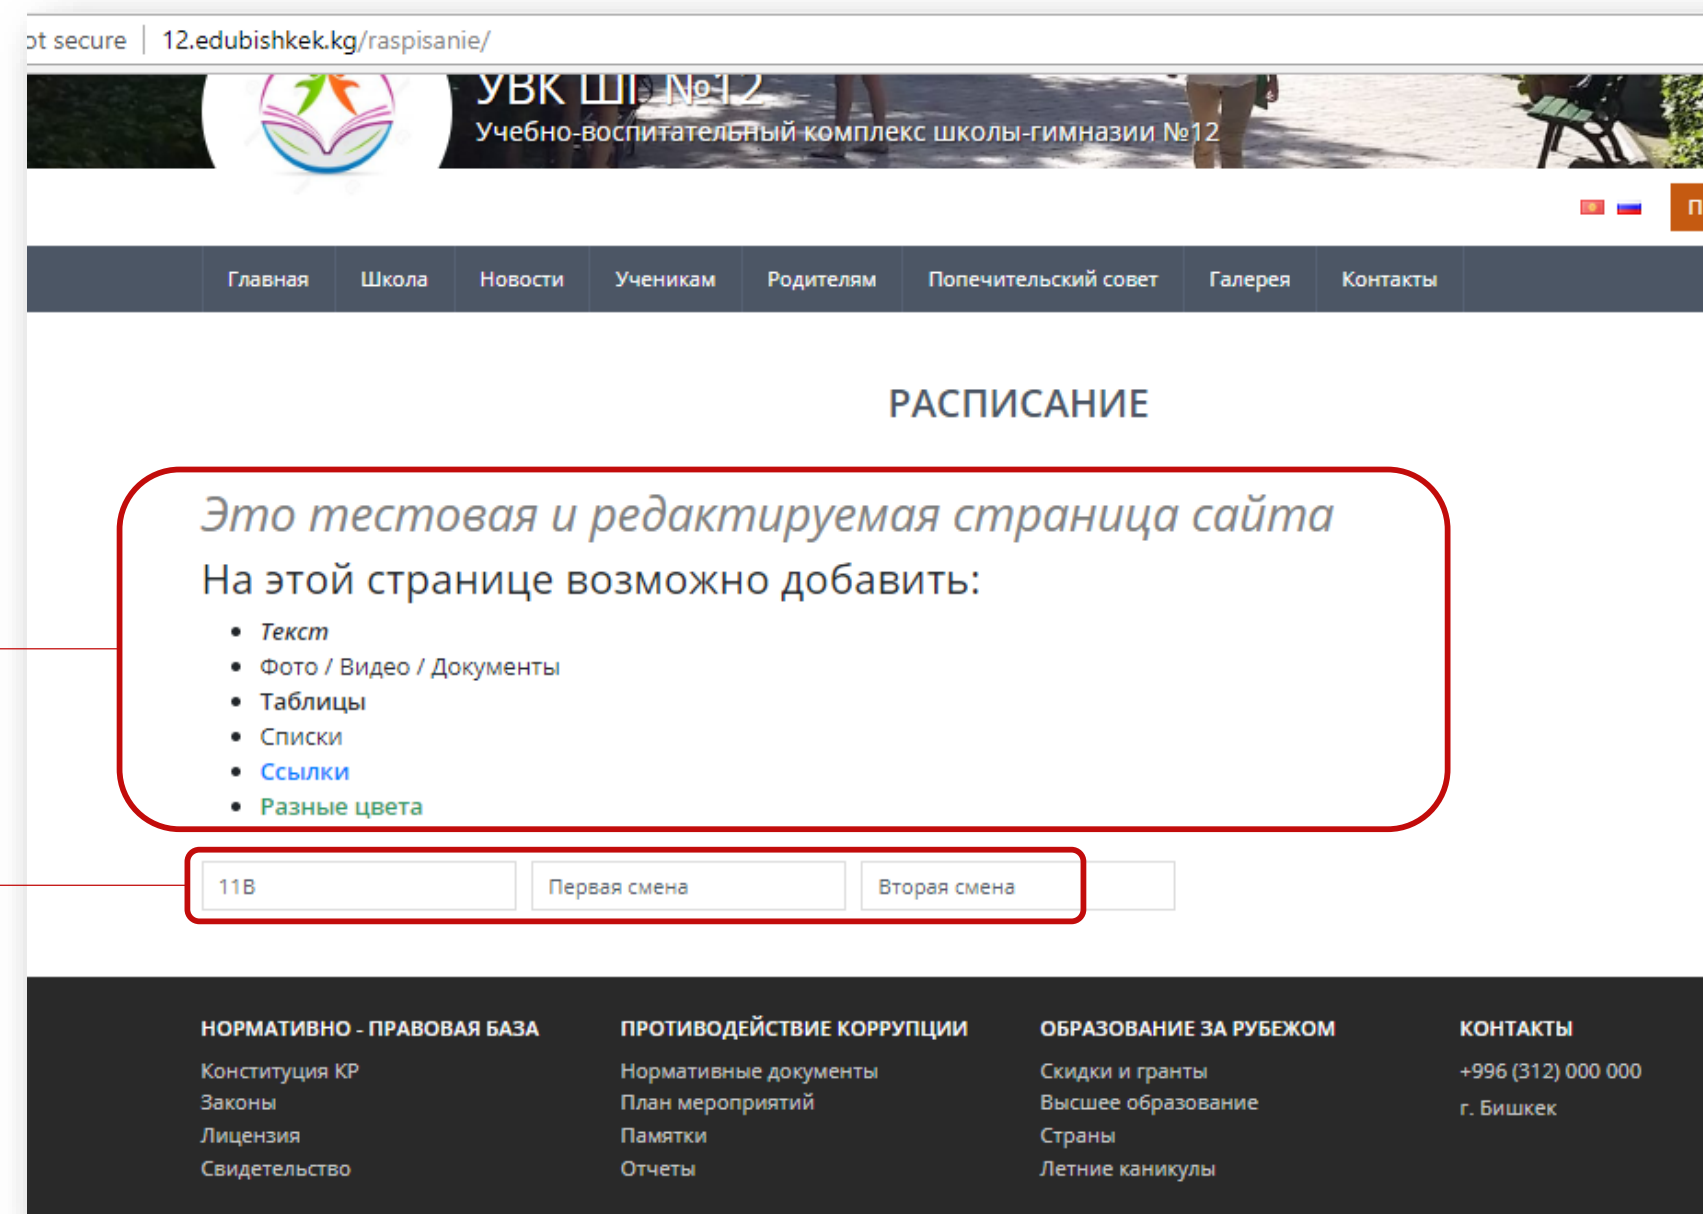 ot secure | 12.edubishkek.kg/raspisanie/
УВК ШГ №12
Учебно-воспитательный комплекс школы-гимназии №12
П
Главная Школа Новости Ученикам Родителям Попечительский совет Галерея Контакты
РАСПИСАНИЕ
Это тестовая и редактируемая страница сайта
На этой странице возможно добавить:
• Текст
• Фото / Видео / Документы
• Таблицы
• Списки
• Ссылки
• Разные цвета
11В Первая смена Вторая смена
НОРМАТИВНО - ПРАВОВАЯ БАЗА ПРОТИВОДЕЙСТВИЕ КОРРУПЦИИ ОБРАЗОВАНИЕ ЗА РУБЕЖОМ КОНТАКТЫ
Конституция КР Нормативные документы Скидки и гранты +996 (312) 000 000
Законы План мероприятий Высшее образование г. Бишкек
Лицензия Памятки Страны
Свидетельство Отчеты Летние каникулы